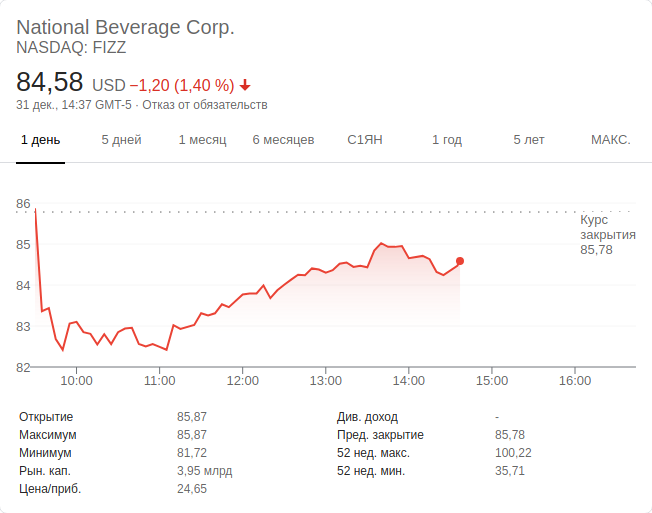 National Beverage Corp.
NASDAQ: FIZZ
84,58 USD −1,20 (1,40 %)
31 дек., 14:37 GMT-5 · Отказ от обязательств
1 день 5 дней 1 месяц 6 месяцев С1ЯН 1 год 5 лет МАКС.
86
Курс
закрытия
85,78
85
84
83
82
10:00 11:00 12:00 13:00 14:00 15:00 16:00
Открытие 85,87 Див. доход -
Максимум 85,87 Пред. закрытие 85,78
Минимум 81,72 52 нед. макс. 100,22
Рын. кап. 3,95 млрд 52 нед. мин. 35,71
Цена/приб. 24,65